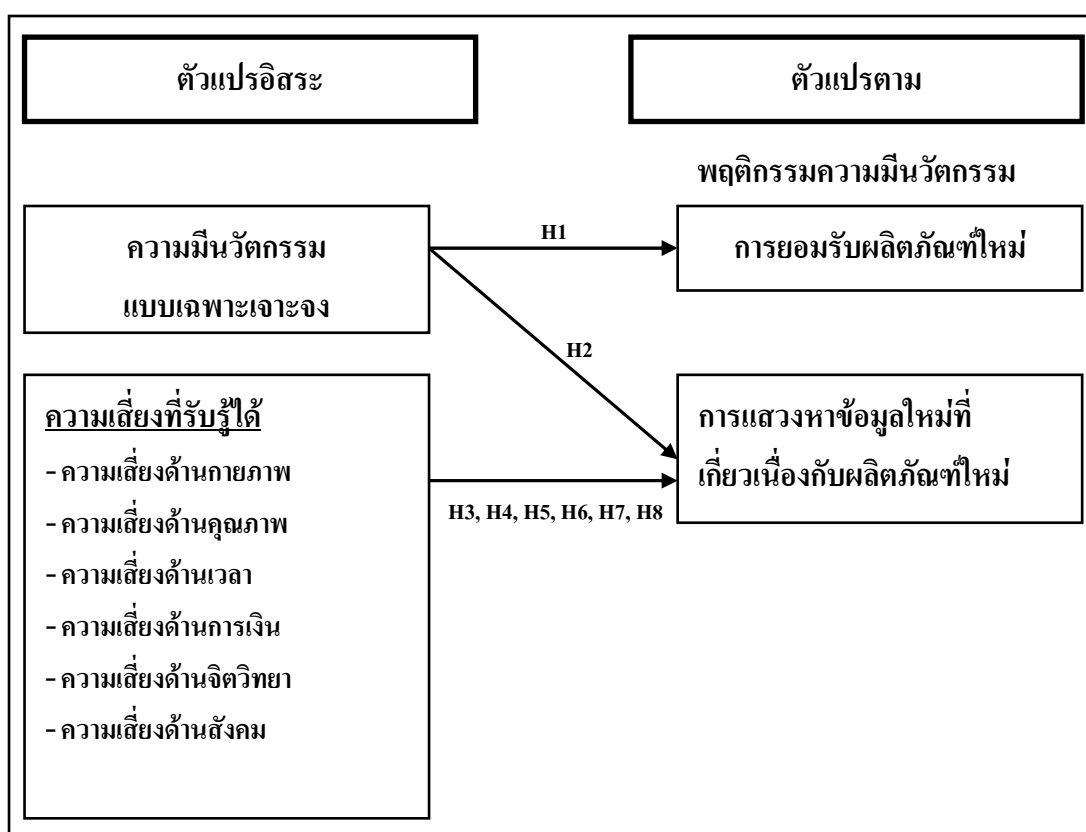 ตัวแปรอิสระ
ตัวแปรตาม
พฤติกรรมความมีนวัตกรรม
ความมีนวัตกรรม
แบบเฉพาะเจาะจง
H1
การยอมรับผลิตภัณฑ์ใหม่
H2
ความเสี่ยงที่รับรู้ได้
- ความเสี่ยงด้านกายภาพ
- ความเสี่ยงด้านคุณภาพ
- ความเสี่ยงด้านเวลา
- ความเสี่ยงด้านการเงิน
- ความเสี่ยงด้านจิตวิทยา
- ความเสี่ยงด้านสังคม
H3, H4, H5, H6, H7, H8
การแสวงหาข้อมูลใหม่ที่
เกี่ยวเนื่องกับผลิตภัณฑ์ใหม่